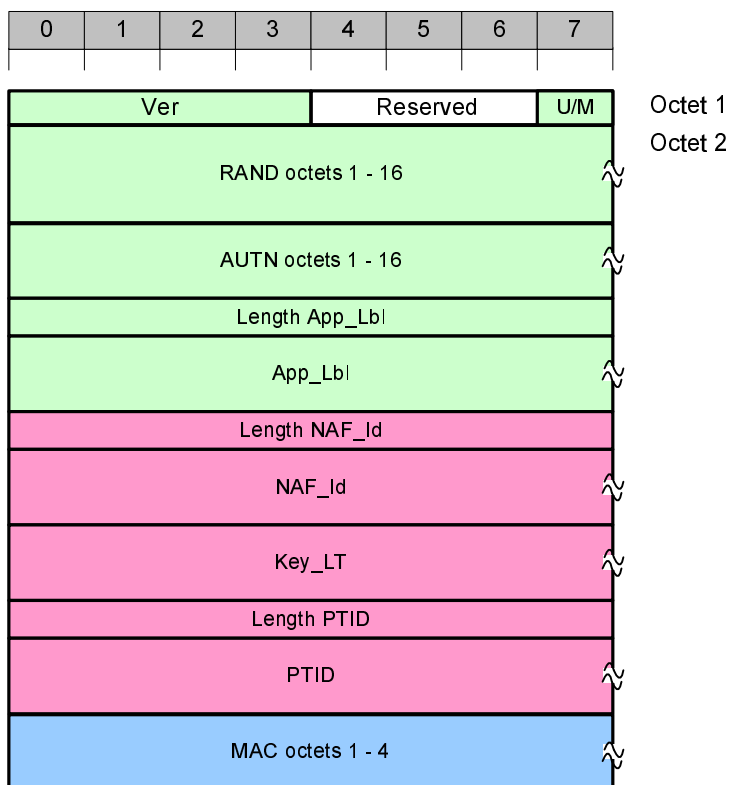 0 1 2 3 4 5 6 7
Ver Reserved U/M Octet 1
Octet 2
RAND octets 1 - 16
AUTN octets 1 - 16
Length App_Lbl
App_Lbl
Length NAF_Id
NAF_Id
Key_LT
Length PTID
PTID
MAC octets 1 - 4